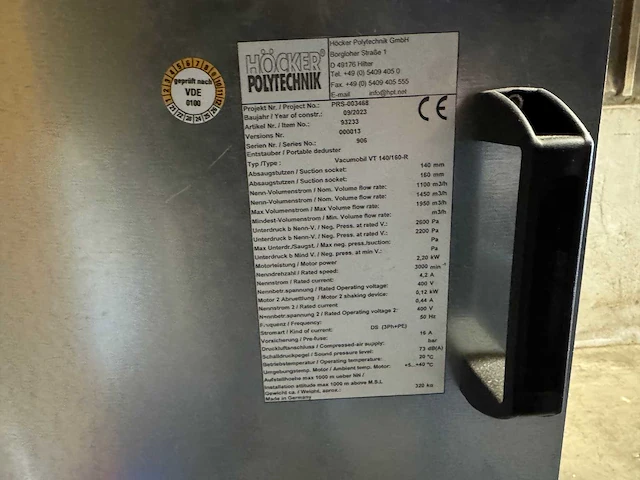 HÖCKER®
POLYTECHNIK
Höcker Polytechnik GmbH
Borgloher Straße 1
D 49176 Hilter
Tel. +49 (0) 5409 405 0
Fax. +49 (0) 5409 405 555
E-mail info@hpt.net
Projekt Nr. / Project No.: PRS-003468
Baujahr / Year of constr.: 09/2023
Artikel Nr. / Item No.: 93233
Versions Nr. 000013
Serien Nr. / Series No.: 906
Entstauber / Portable deduster
Typ /Type : Vacumobil VT 140/160-R
Absaugstutzen / Suction socket: 140 mm
Absaugstutzen / Suction socket: 160 mm
Nenn-Volumenstrom / Nom. Volume flow rate: 1100 m3/h
Nenn-Volumenstrom / Nom. Volume flow rate: 1450 m3/h
Max Volumenstrom / Max Volume flow rate: 1950 m3/h
Mindest-Volumenstrom / Min. Volume flow rate: m3/h
Unterdruck b Nenn-V. / Neg. Press. at rated V.: 2600 Pa
Unterdruck b Nenn-V. / Neg. Press. at rated V.: 2200 Pa
Max Unterdr./Saugst. / Max neg. press./suction: Pa
Unterdruck b Mind V. / Neg. press. at min V.: Pa
Motorleistung / Motor power 2,20 kW
Nenndrehzahl / Rated speed: 3000 min⁻¹
Nennstrom / Rated current: 4,2 A
Nennbetr.spannung / Rated Operating voltage: 400 V
Motor 2 Abruettlung / Motor 2 shaking device: 0,12 kW
Nennstrom 2 / Rated current 0,44 A
Nennbetr.spannung 2 / Rated Operating voltage 2: 400 V
Frequenz / Frequency: 50 Hz
Stromart / Kind of current: DS (3Ph+PE)
Vorsicherung / Pre-fuse: 16 A
Druckluftanschluss / Compressed-air supply: bar
Schalldruckpegel / Sound pressure level: 73 dB(A)
Betriebstemperatur / Operating temperature: 20 °C
Umgebungstemp. Motor / Ambient temp. Motor: +5...+40 °C
Aufstellhoehe max 1000 m ueber NN /
Installation altitude max 1000 m above M.S.L
Gewicht ca. / Weight, aprox.: 320 kg
Made in Germany
CE
geprüft nach
VDE
0100